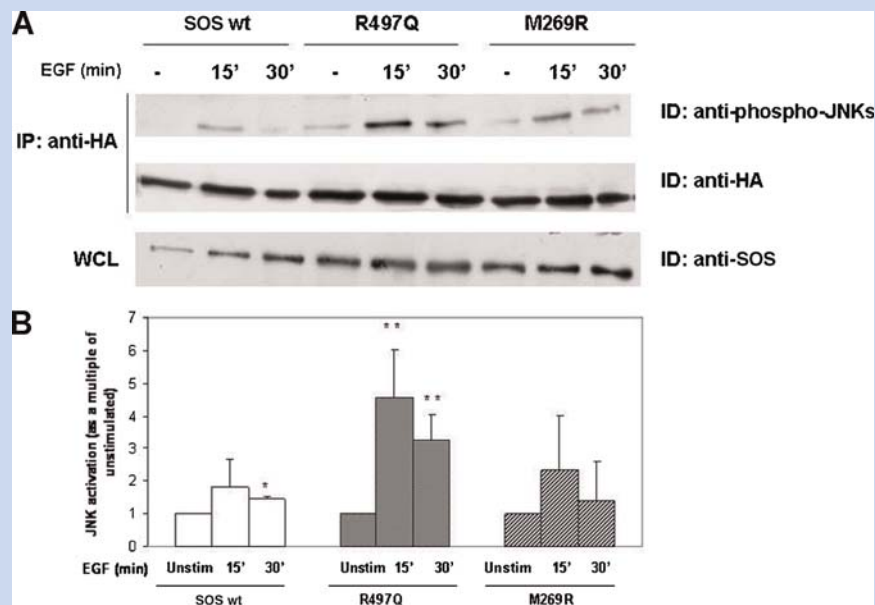 A
SOS wt R497Q M269R
EGF (min) - 15’ 30’ - 15’ 30’ - 15’ 30’
IP: anti-HA
ID: anti-phospho-JNKs
ID: anti-HA
WCL
ID: anti-SOS
B
JNK activation (as a multiple of
unstimulated)
7
6
5
4
3
2
1
0
**
**
*
EGF (min) Unstim 15’ 30’ Unstim 15’ 30’ Unstim 15’ 30’
SOS wt R497Q M269R